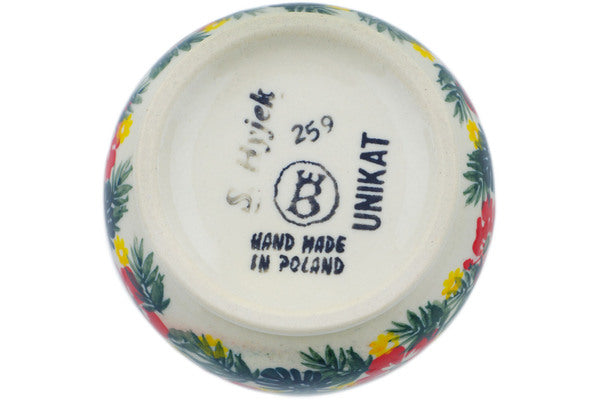 S. Hyjek
259
B
UNIKAT
HAND MADE
IN POLAND